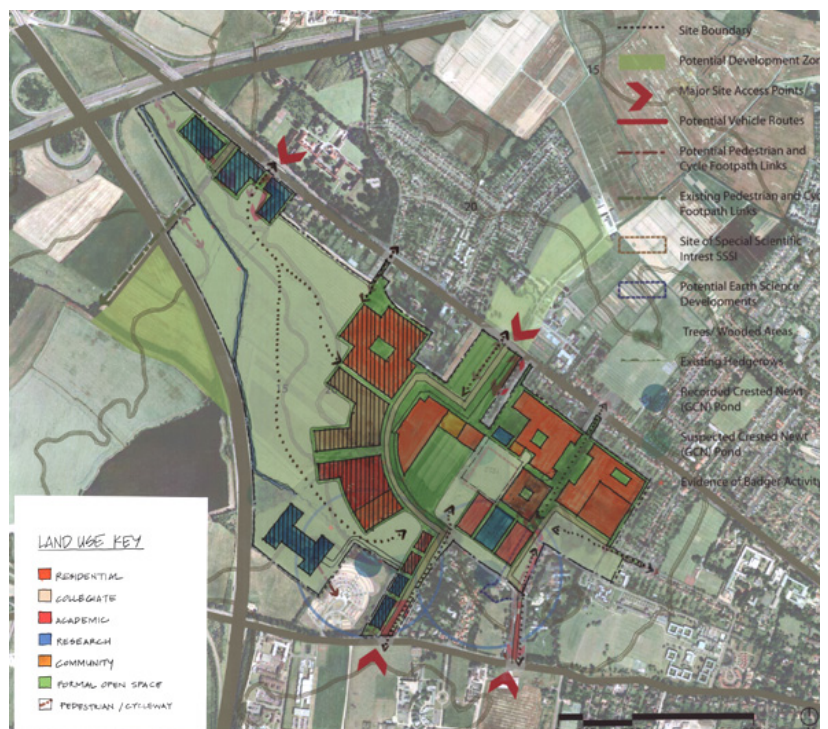 Site Boundary
Potential Development Zon
Major Site Access Points
Potential Vehicle Routes
Potential Pedestrian and
Cycle Footpath Links
Existing Pedestrian and Cyc
Footpath Links
Site of Special Scientific
Intrest SSSI
Potential Earth Science
Developments
Trees/ Wooded Areas
Existing Hedgerows
Recorded Crested Newt
(GCN) Pond
Suspected Crested Newt
(GCN) Pond
Evidence of Badger Activity
15
20
5
LAND USE KEY
RESIDENTIAL
COLLEGIATE
ACADEMIC
RESEARCH
COMMUNITY
FORMAL OPEN SPACE
PEDESTRIAN / CYCLEWAY